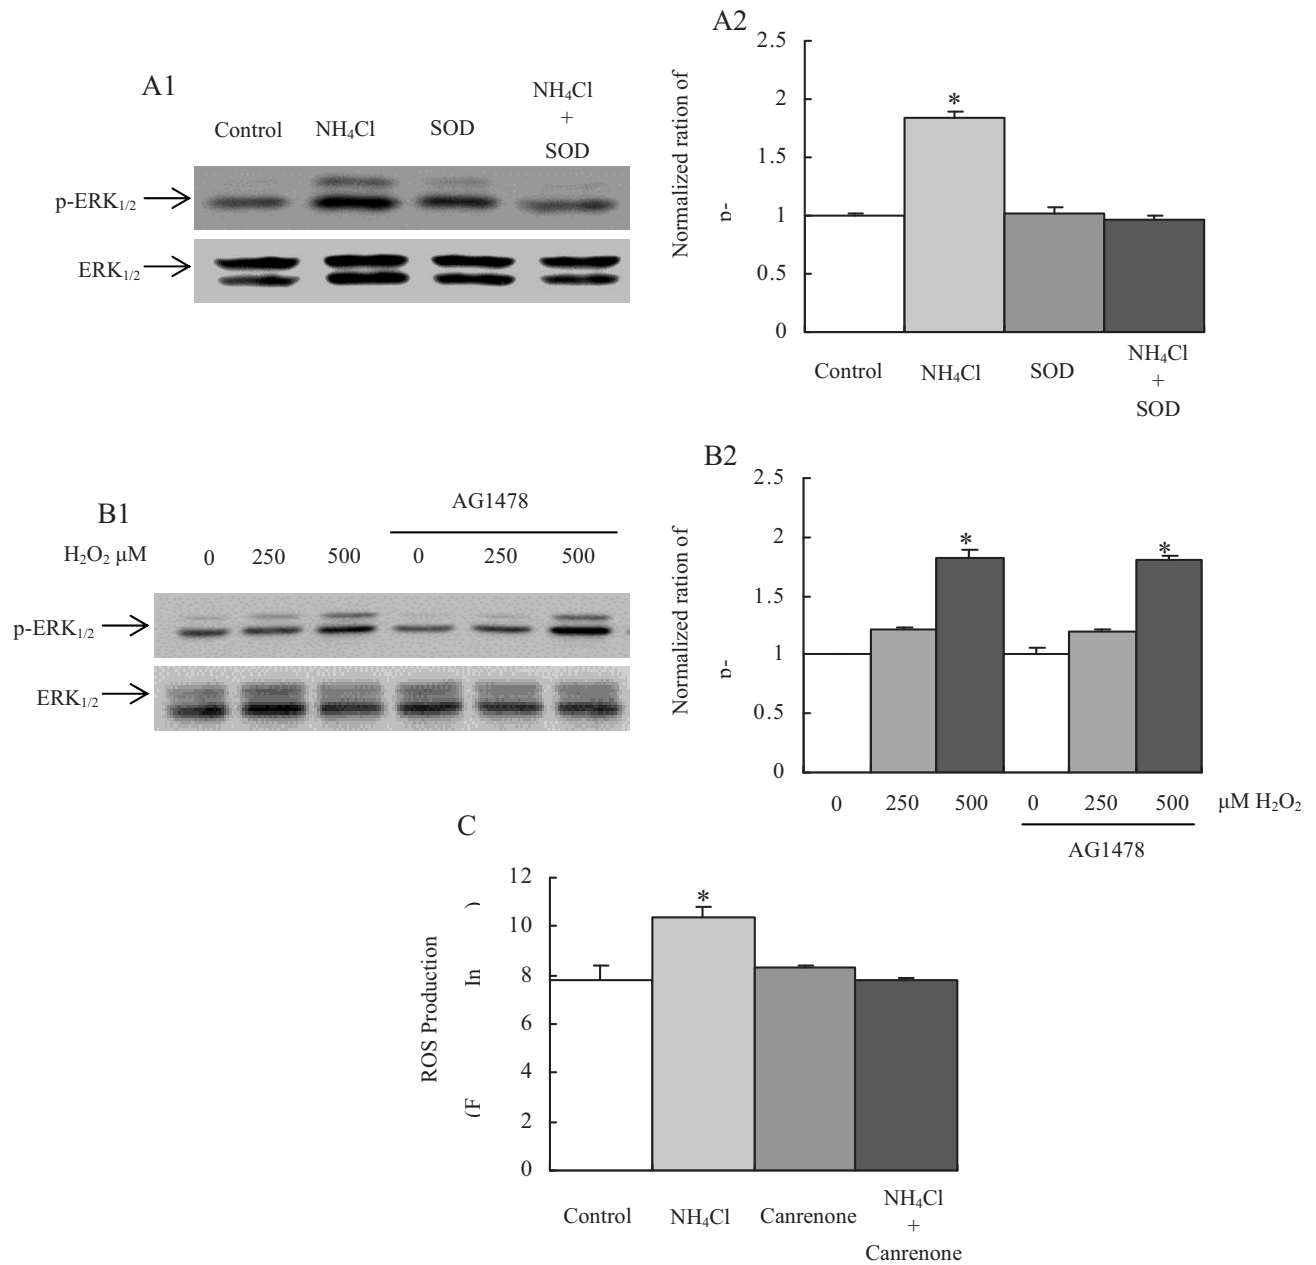 A1
Control
NH₄Cl
SOD
NH₄Cl
+
SOD
p-ERK₁/₂
ERK₁/₂
A2
Normalized ration of
p-
2.5
2
1.5
1
0.5
0
*
Control
NH₄Cl
SOD
NH₄Cl
+
SOD
B1
AG1478
H₂O₂ μM
0
250
500
0
250
500
p-ERK₁/₂
ERK₁/₂
B2
Normalized ration of
p-
2.5
2
1.5
1
0.5
0
*
*
0
250
500
0
250
500
μM H₂O₂
AG1478
C
ROS Production
(F In )
12
10
8
6
4
2
0
*
Control
NH₄Cl
Canrenone
NH₄Cl
+
Canrenone